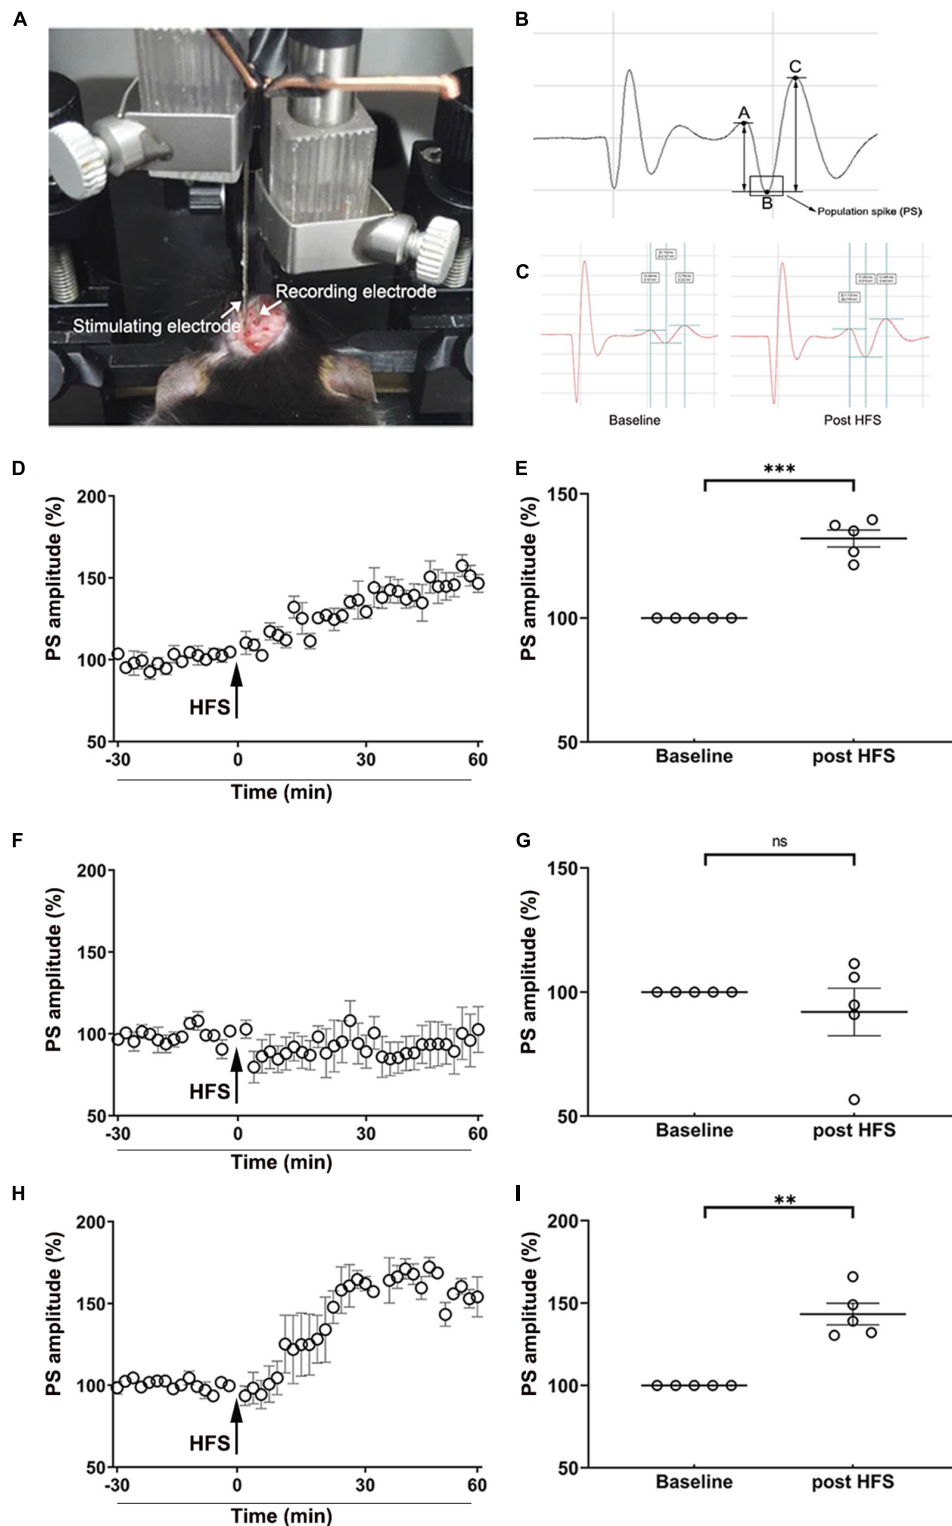 A
Recording electrode
Stimulating electrode
B
A
C
B
Population spike (PS)
C
Baseline
Post HFS
D
PS amplitude (%)
200
150
100
50
HFS
-30
0
30
60
Time (min)
E
***
PS amplitude (%)
150
100
50
Baseline
post HFS
F
PS amplitude (%)
200
150
100
50
HFS
-30
0
30
60
Time (min)
G
ns
PS amplitude (%)
150
100
50
Baseline
post HFS
H
PS amplitude (%)
200
150
100
50
HFS
-30
0
30
60
Time (min)
I
**
PS amplitude (%)
200
150
100
50
Baseline
post HFS